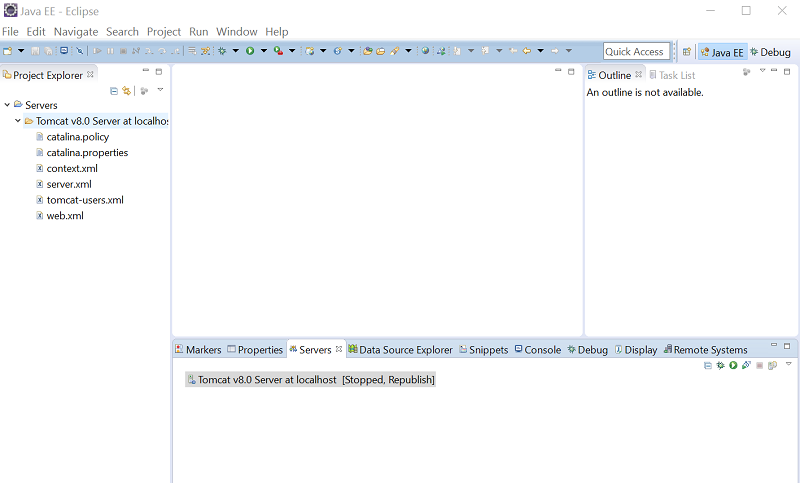 Java EE - Eclipse
File Edit Navigate Search Project Run Window Help
Quick Access
Java EE
Debug
Project Explorer
Servers
Tomcat v8.0 Server at localhos
catalina.policy
catalina.properties
context.xml
server.xml
tomcat-users.xml
web.xml
Outline Task List
An outline is not available.
Markers Properties Servers Data Source Explorer Snippets Console Debug Display Remote Systems
Tomcat v8.0 Server at localhost [Stopped, Republish]